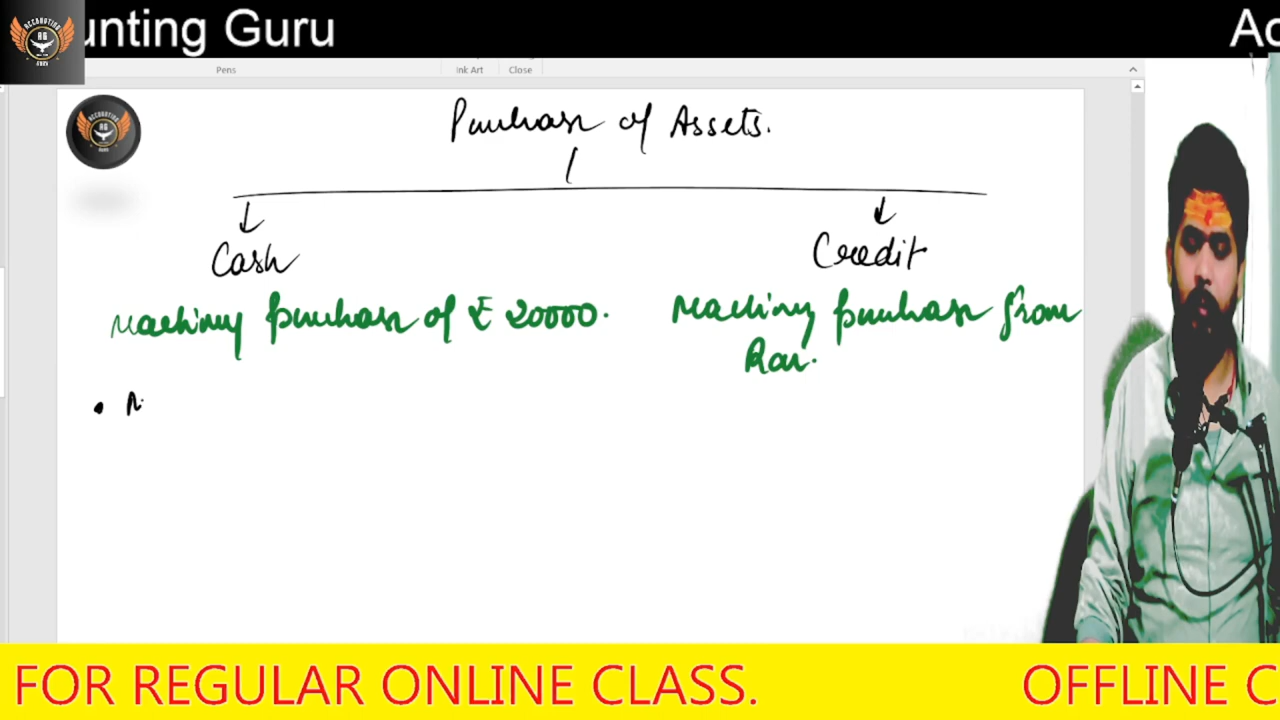 unting Guru
Ac
Pens
Ink Art
Close
Purchase of Assets.
Cash
Credit
Machinery purchase of ₹ 20000.
Machinery purchase from
Ram.
FOR REGULAR ONLINE CLASS.
OFFLINE C